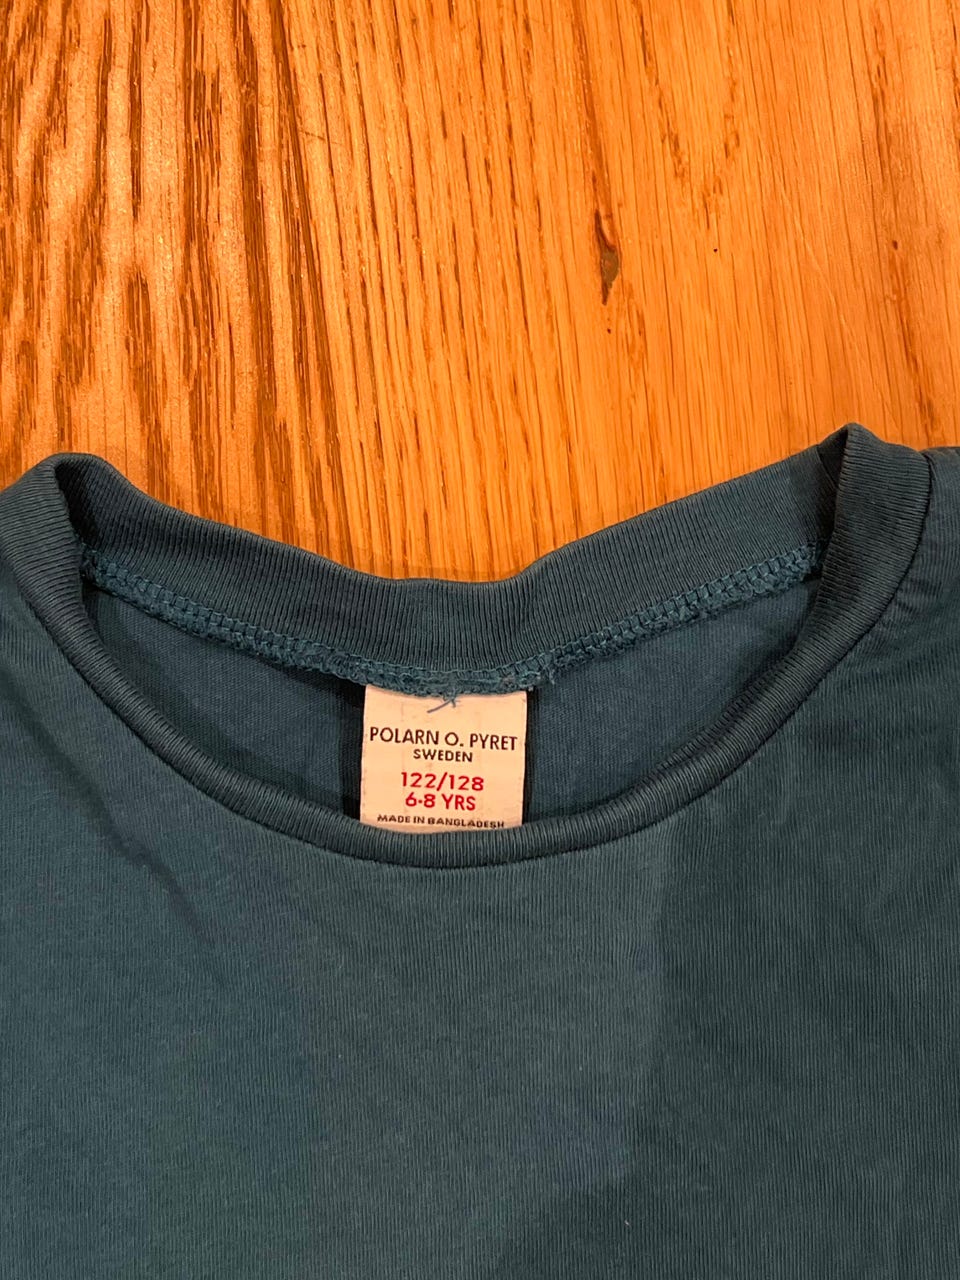 POLARN O. PYRET
SWEDEN
122/128
6-8 YRS
MADE IN BANGLADESH